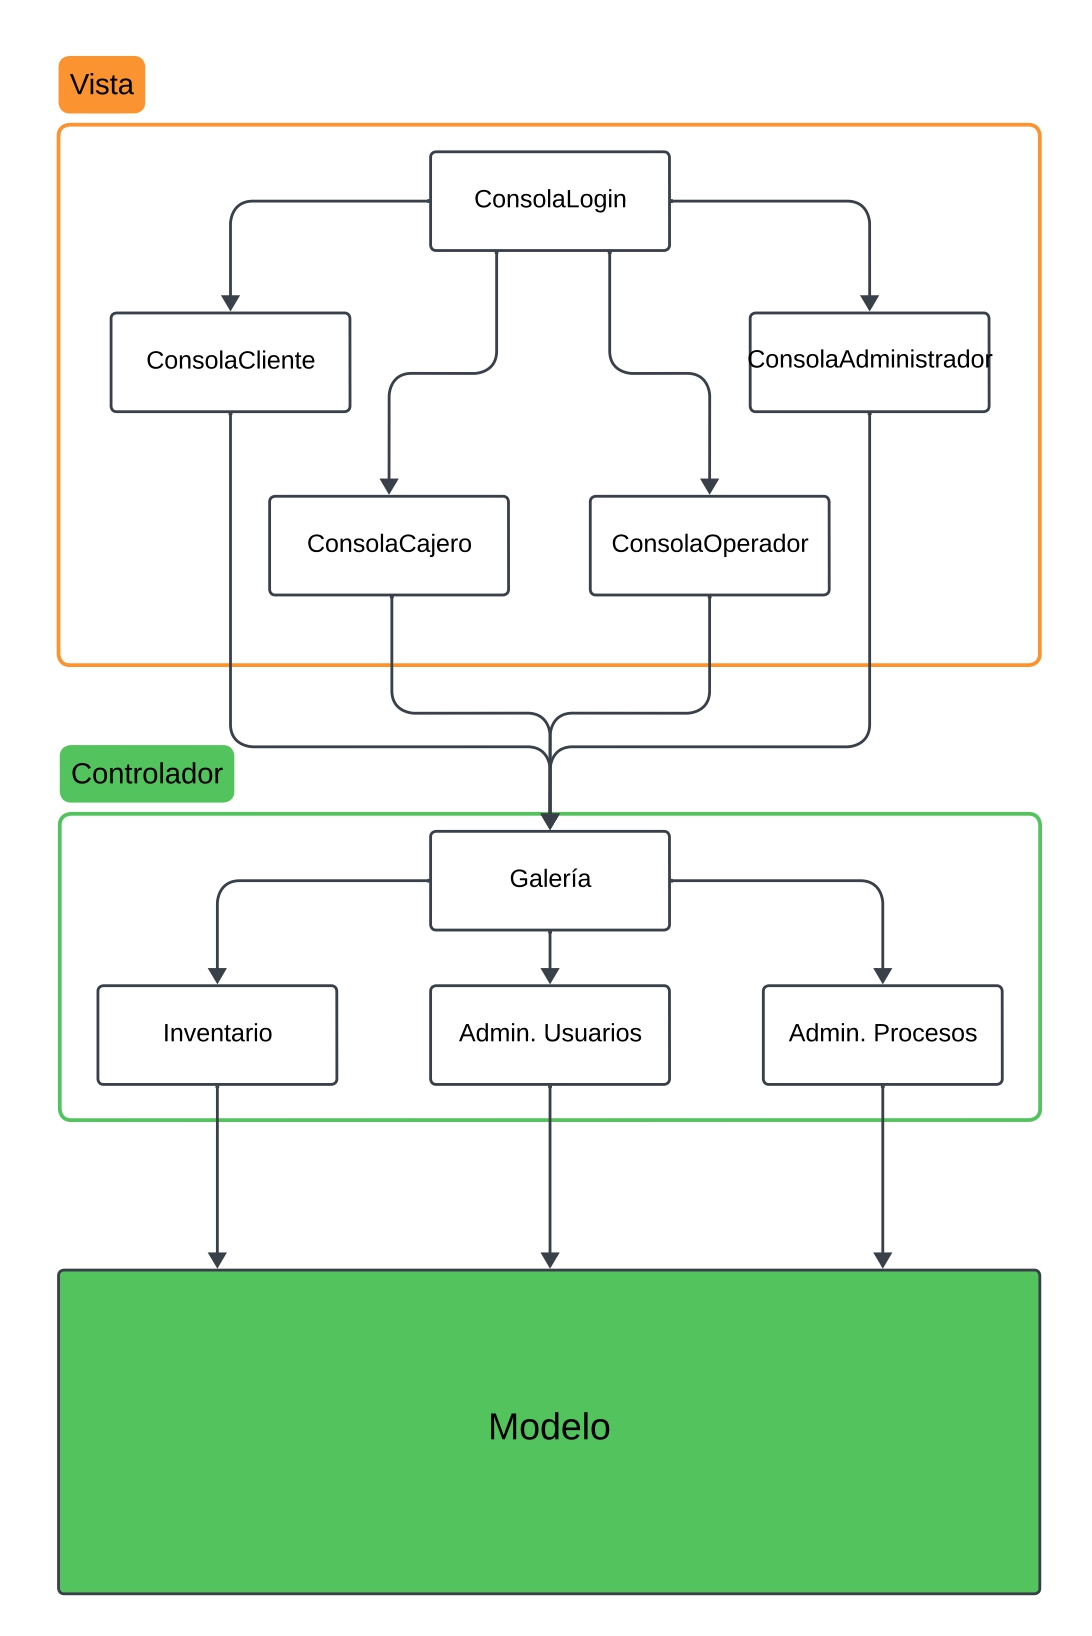 Vista
ConsolaLogin
ConsolaCliente
ConsolaAdministrador
ConsolaCajero
ConsolaOperador
Controlador
Galería
Inventario
Admin. Usuarios
Admin. Procesos
Modelo